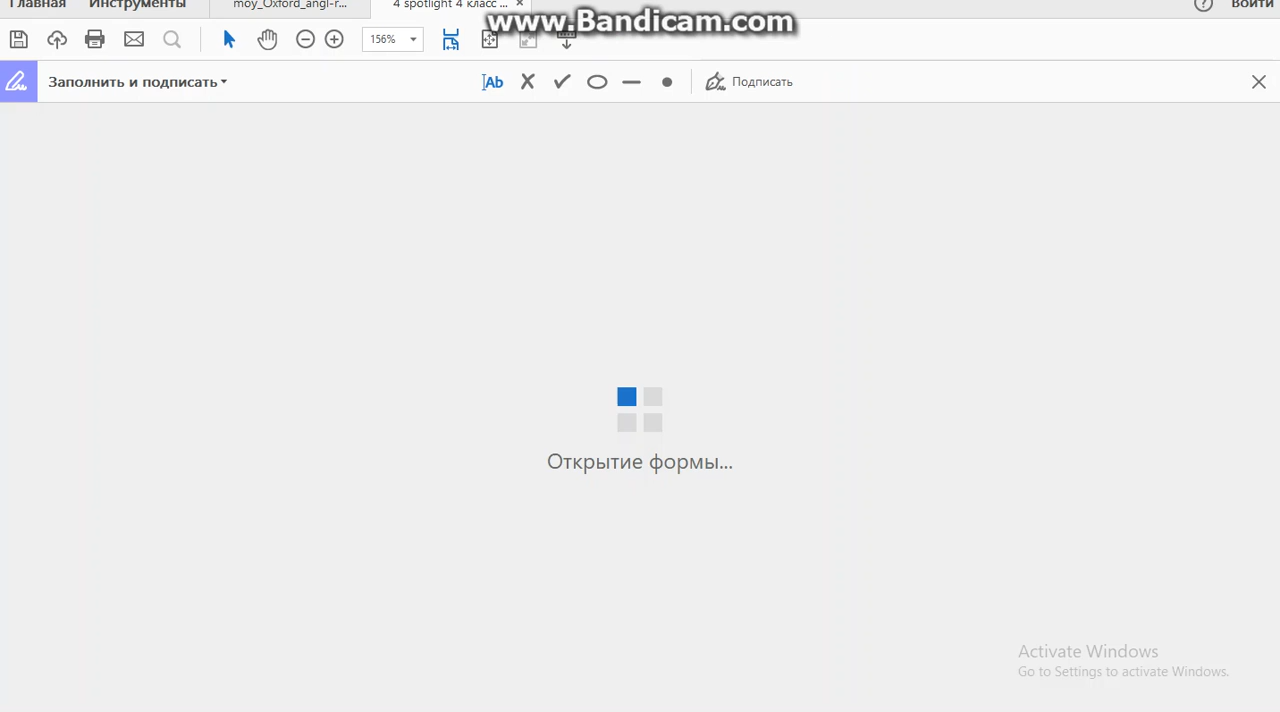 Главная Инструменты moy_Oxford_angl-r... 4 spotlight 4 класс ... × Войти
www.Bandicam.com
156%
Заполнить и подписать Ab Подписать
Открытие формы...
Activate Windows
Go to Settings to activate Windows.